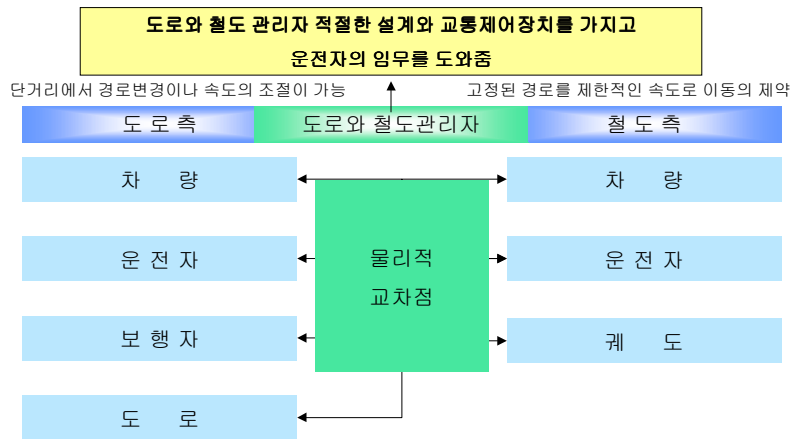 도로와 철도 관리자 적절한 설계와 교통제어장치를 가지고
운전자의 임무를 도와줌
단거리에서 경로변경이나 속도의 조절이 가능
고정된 경로를 제한적인 속도로 이동의 제약
도 로 측
도로와 철도관리자
철 도 측
차 량
차 량
운 전 자
물리적
교차점
운 전 자
보 행 자
궤 도
도 로